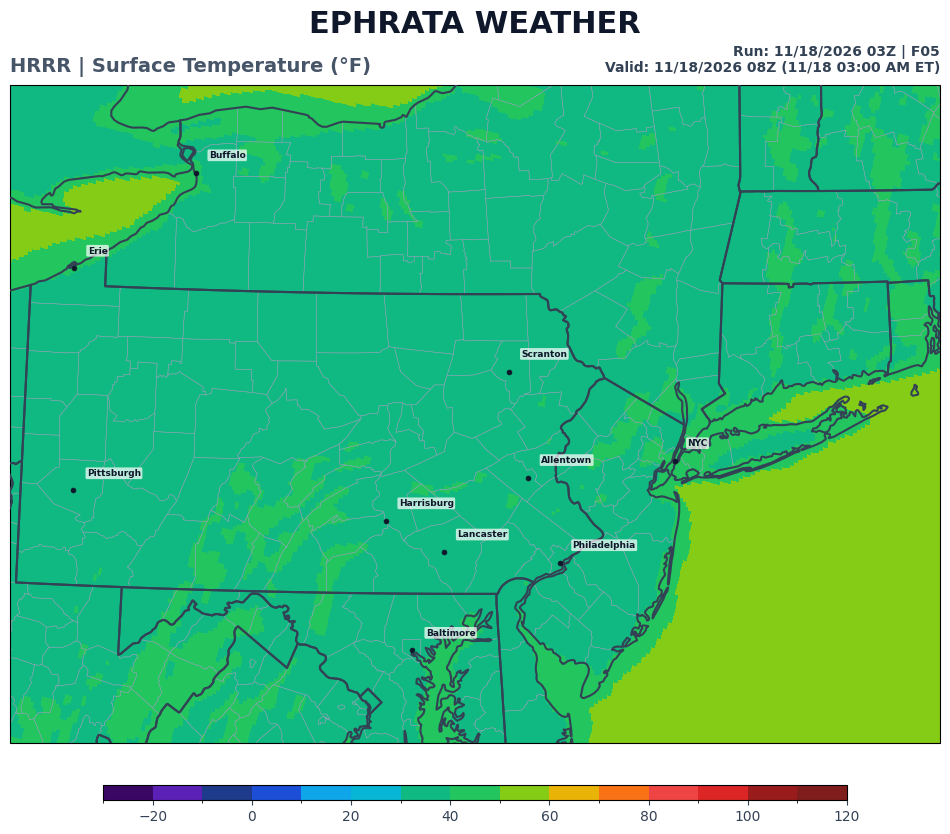 EPHRATA WEATHER
HRRR | Surface Temperature (°F)
Run: 11/18/2026 03Z | F05
Valid: 11/18/2026 08Z (11/18 03:00 AM ET)
Buffalo
Erie
Scranton
NYC
Allentown
Pittsburgh
Harrisburg
Lancaster
Philadelphia
Baltimore
−20 0 20 40 60 80 100 120